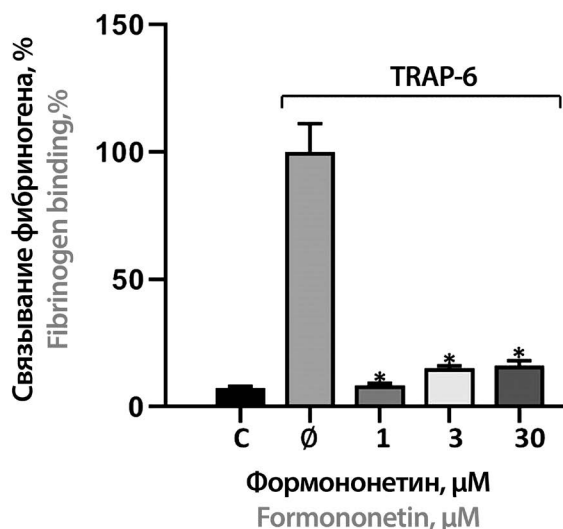 150
TRAP-6
100
50
0
Связывание фибриногена, %
Fibrinogen binding,%
* * *
C Ø 1 3 30
Формононетин, µM
Formononetin, µM